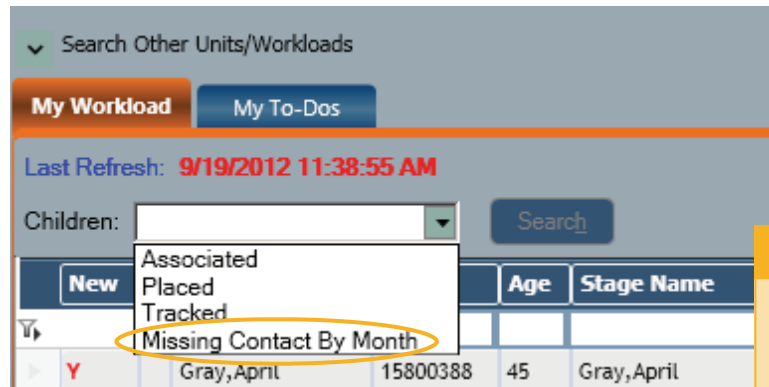 Search Other Units/Workloads
My Workload My To-Dos
Last Refresh: 9/19/2012 11:38:55 AM
Children: Search
Associated
Placed
Tracked
Missing Contact By Month
New Age Stage Name
Y Gray,April 15800388 45 Gray,April